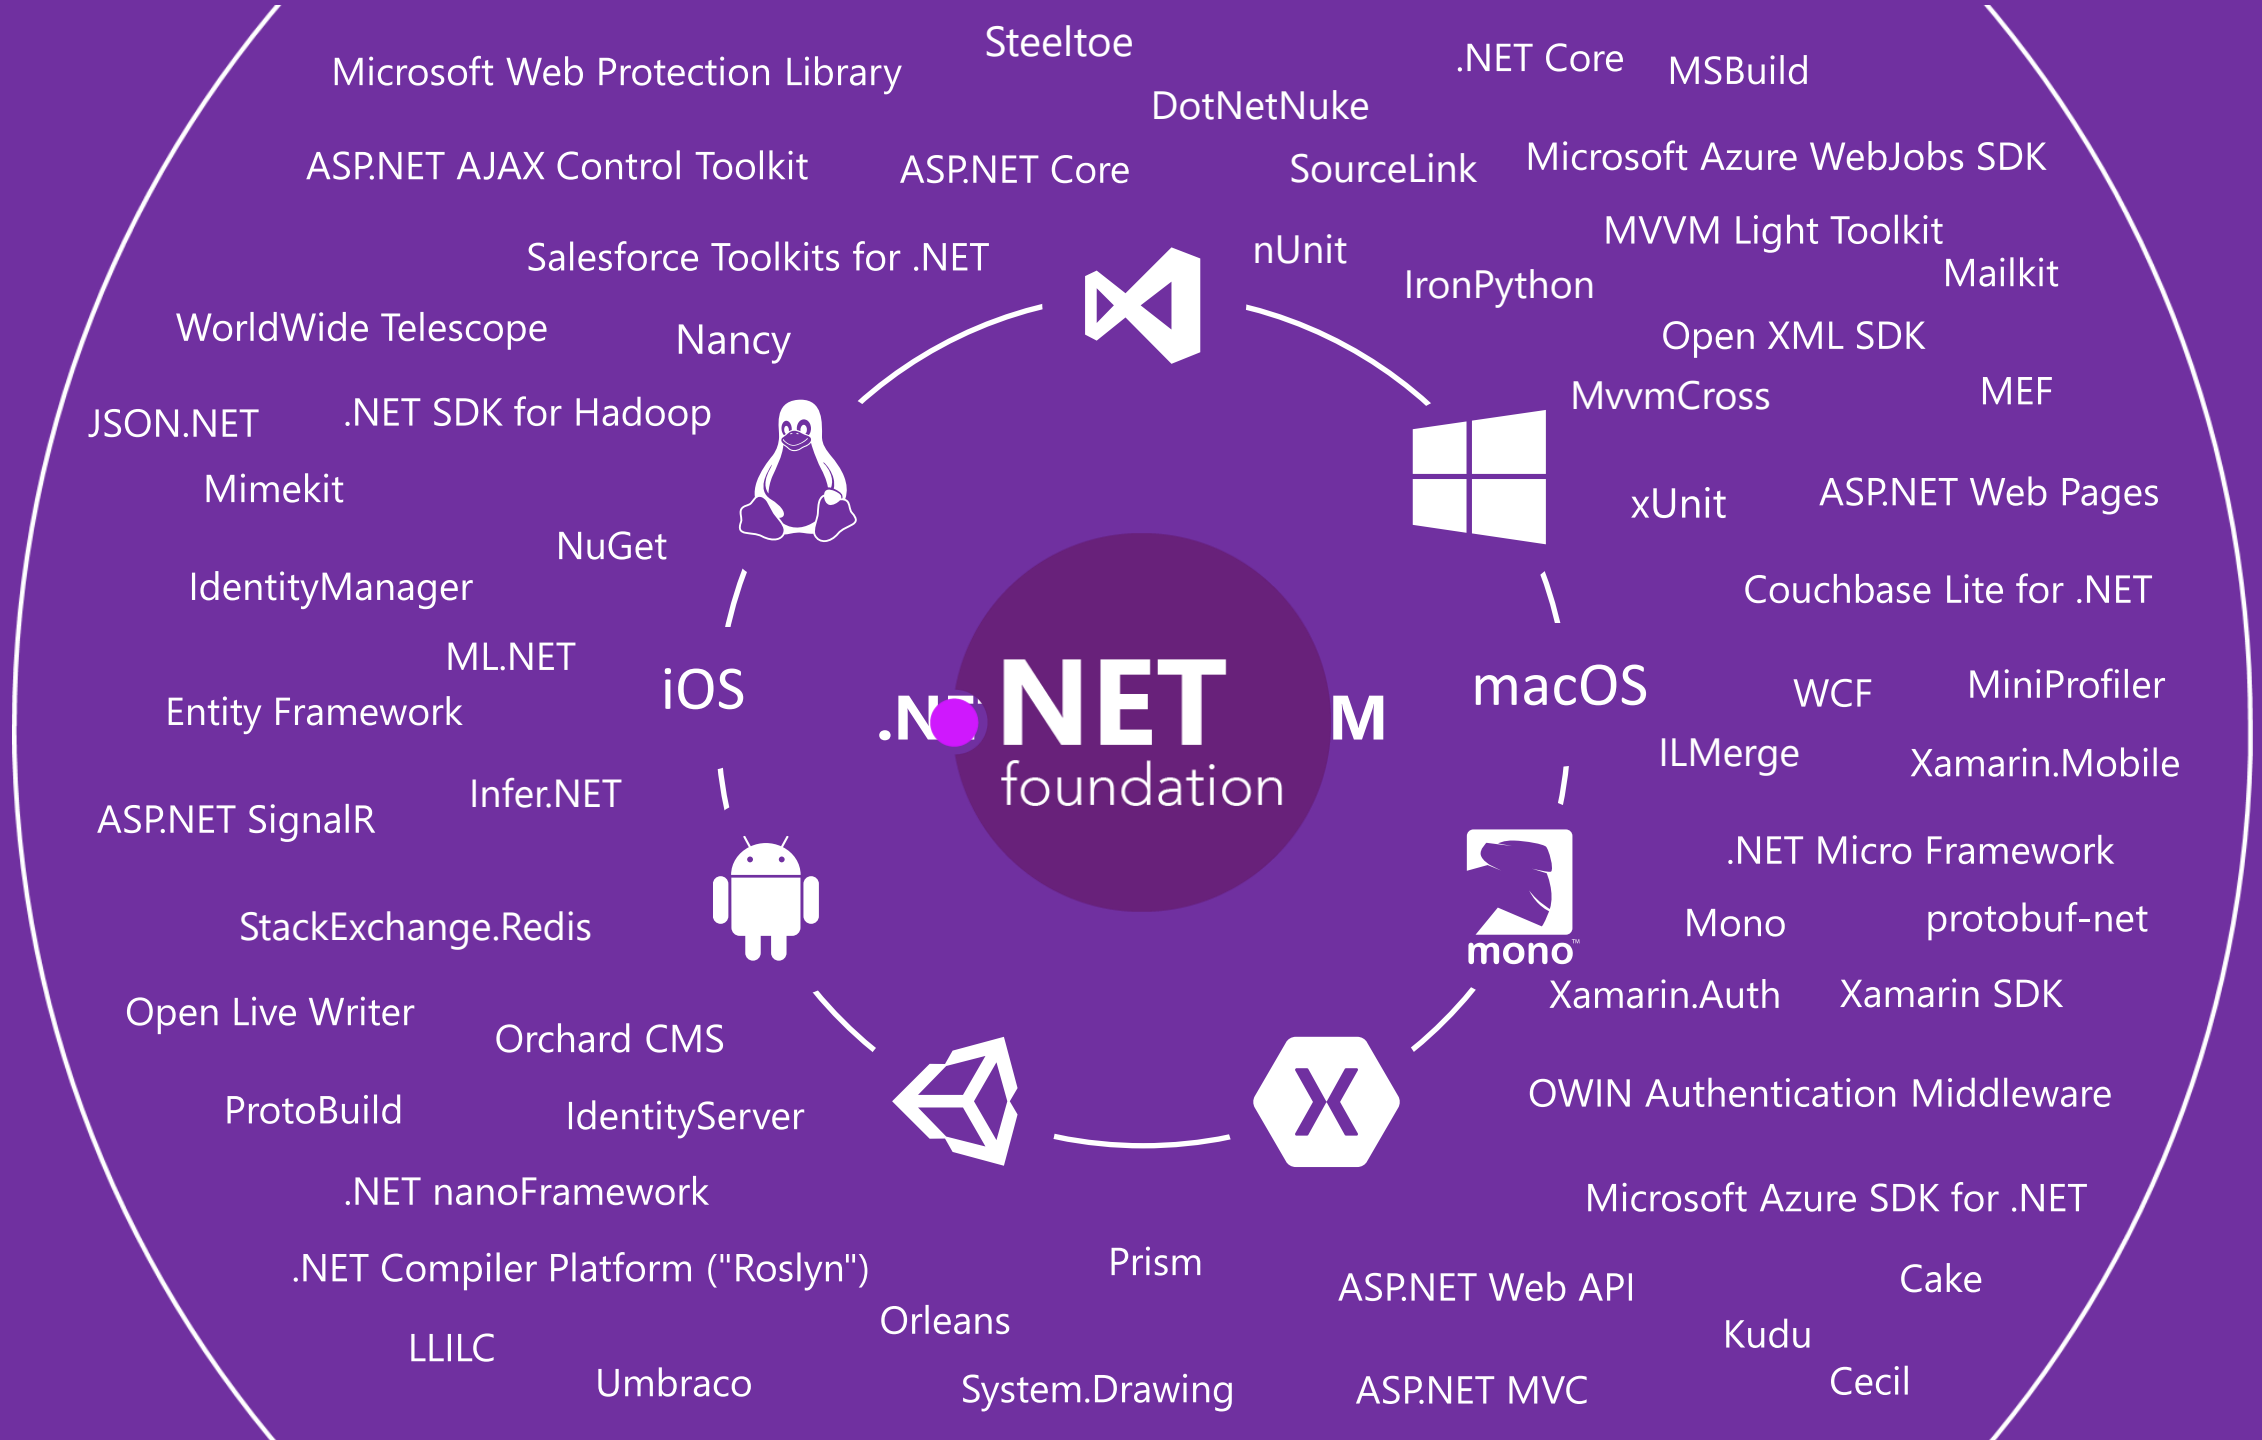 Steeltoe
.NET Core
MSBuild
Microsoft Web Protection Library
DotNetNuke
ASP.NET AJAX Control Toolkit
ASP.NET Core
SourceLink
Microsoft Azure WebJobs SDK
MVVM Light Toolkit
Salesforce Toolkits for .NET
nUnit
IronPython
Mailkit
WorldWide Telescope
Nancy
Open XML SDK
MvvmCross
MEF
JSON.NET
.NET SDK for Hadoop
Mimekit
xUnit
ASP.NET Web Pages
NuGet
IdentityManager
Couchbase Lite for .NET
ML.NET
iOS
macOS
WCF
MiniProfiler
Entity Framework
.NET
NET
M
foundation
ILMerge
Xamarin.Mobile
Infer.NET
ASP.NET SignalR
.NET Micro Framework
StackExchange.Redis
Mono
protobuf-net
mono™
Xamarin.Auth
Xamarin SDK
Open Live Writer
Orchard CMS
OWIN Authentication Middleware
ProtoBuild
IdentityServer
.NET nanoFramework
Microsoft Azure SDK for .NET
.NET Compiler Platform ("Roslyn")
Prism
ASP.NET Web API
Cake
Orleans
Kudu
LLILC
Umbraco
System.Drawing
ASP.NET MVC
Cecil